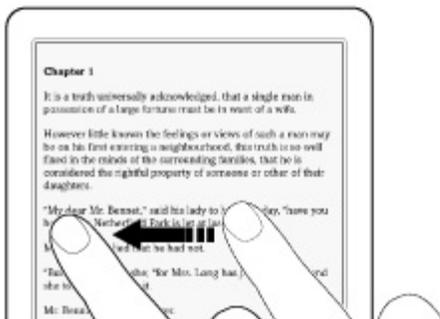 Chapter 1
It is a truth universally acknowledged, that a single man in
possession of a large fortune must be in want of a wife.
However little known the feelings or views of such a man may
be on his first entering a neighbourhood, this truth is so well
fixed in the minds of the surrounding families, that he is
considered the rightful property of someone or other of their
daughters.
"My dear Mr. Bennet," said his lady to day, "have you
Netherfield Park is let at
that he had not.
she; "for Mrs. Long has
she
Mr.